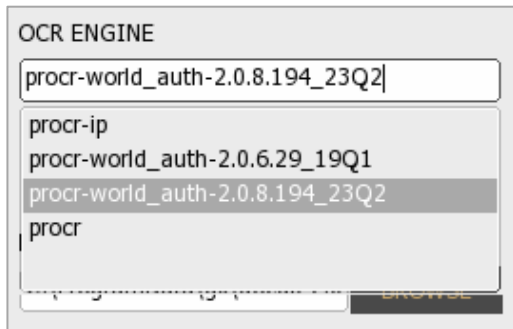 OCR ENGINE
procr-world_auth-2.0.8.194_23Q2
procr-ip
procr-world_auth-2.0.6.29_19Q1
procr-world_auth-2.0.8.194_23Q2
procr
BROWSE